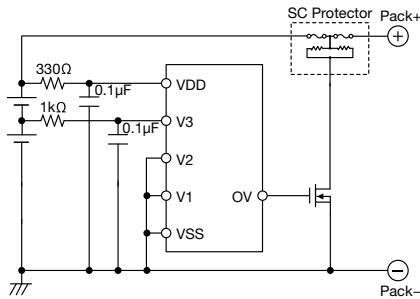 SC Protector
Pack+
330Ω
0.1µF
VDD
1kΩ
0.1µF
V3
V2
V1
OV
VSS
Pack−